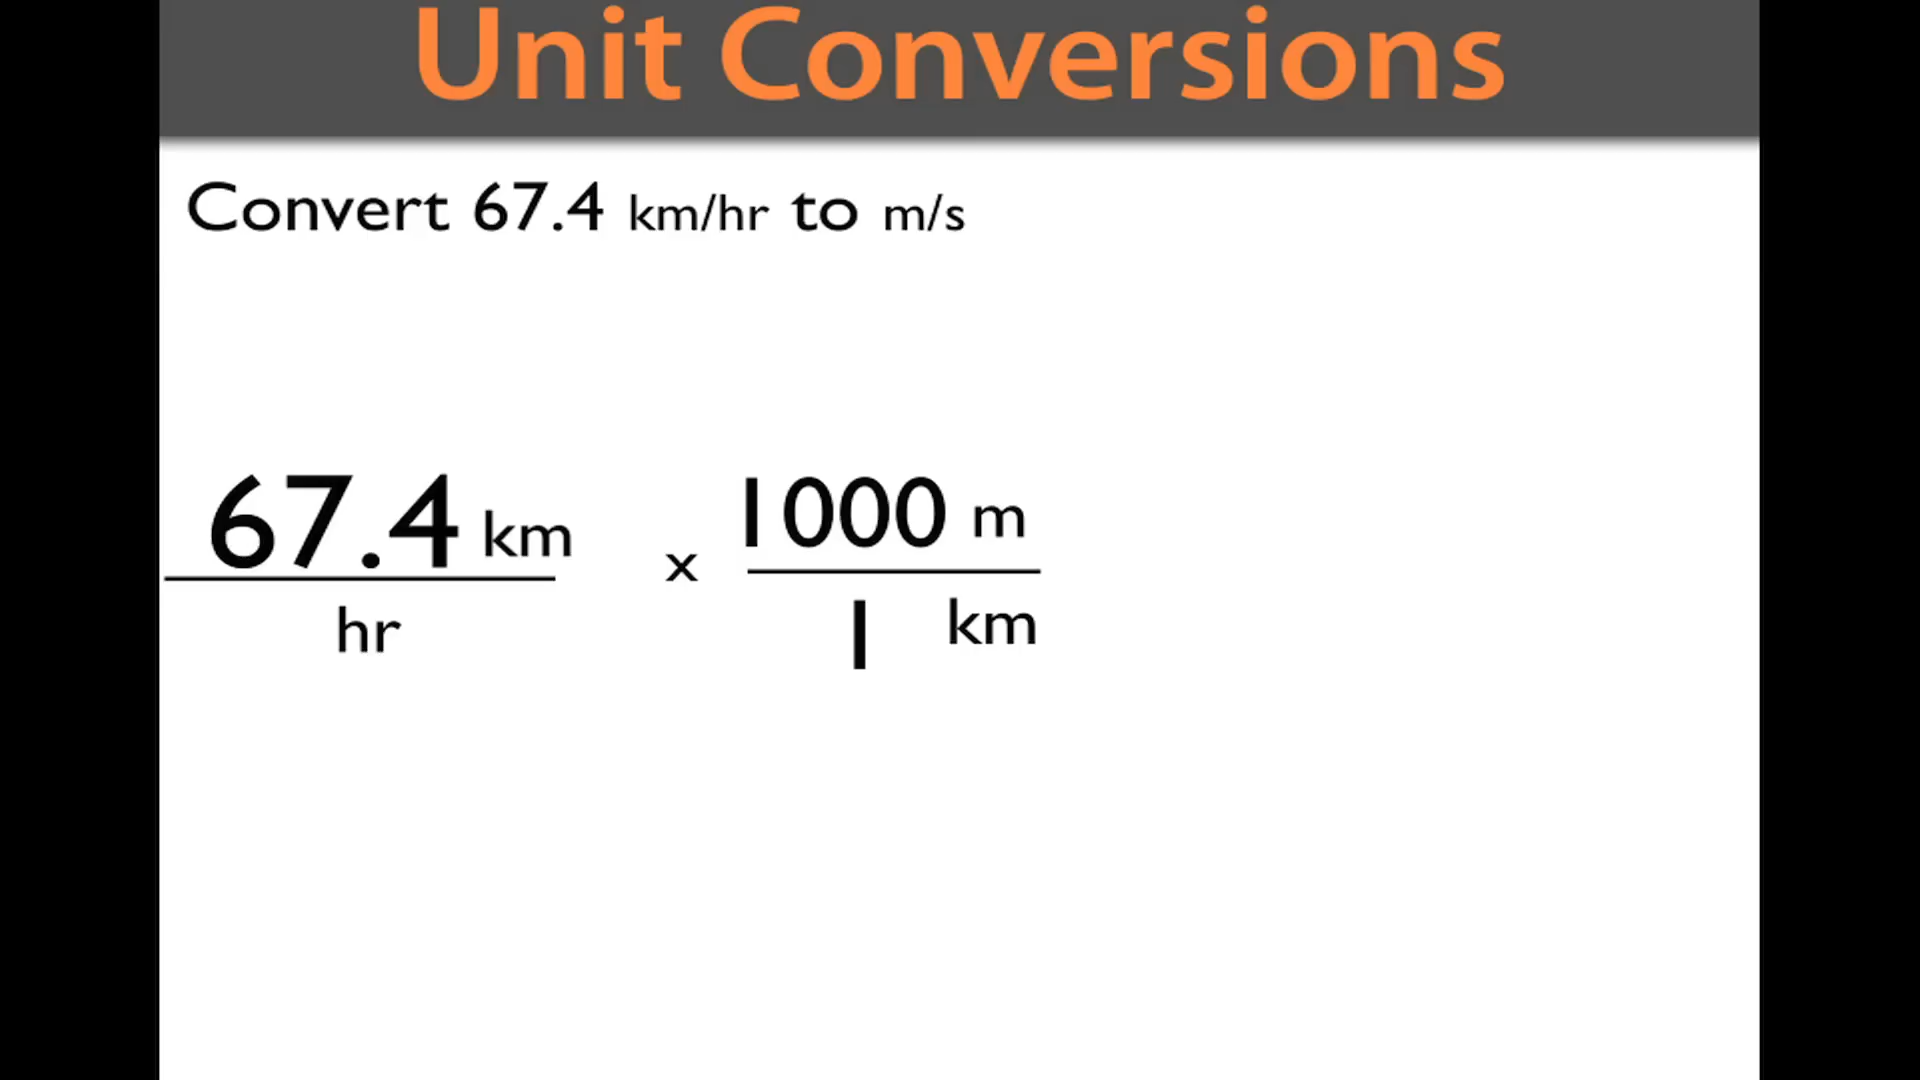 Unit Conversions
Convert 67.4 km/hr to m/s
67.4 km x 1000 m
hr 1 km